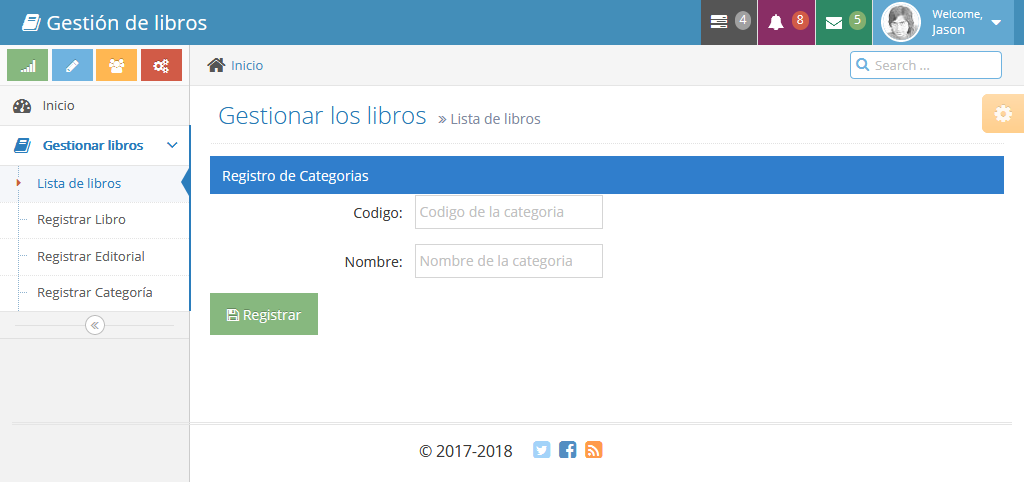 Gestión de libros
4
8
5
Welcome,
Jason
Inicio
Search ...
Inicio
Gestionar libros
Lista de libros
Registrar Libro
Registrar Editorial
Registrar Categoría
Gestionar los libros » Lista de libros
Registro de Categorias
Codigo: Codigo de la categoria
Nombre: Nombre de la categoria
Registrar
© 2017-2018